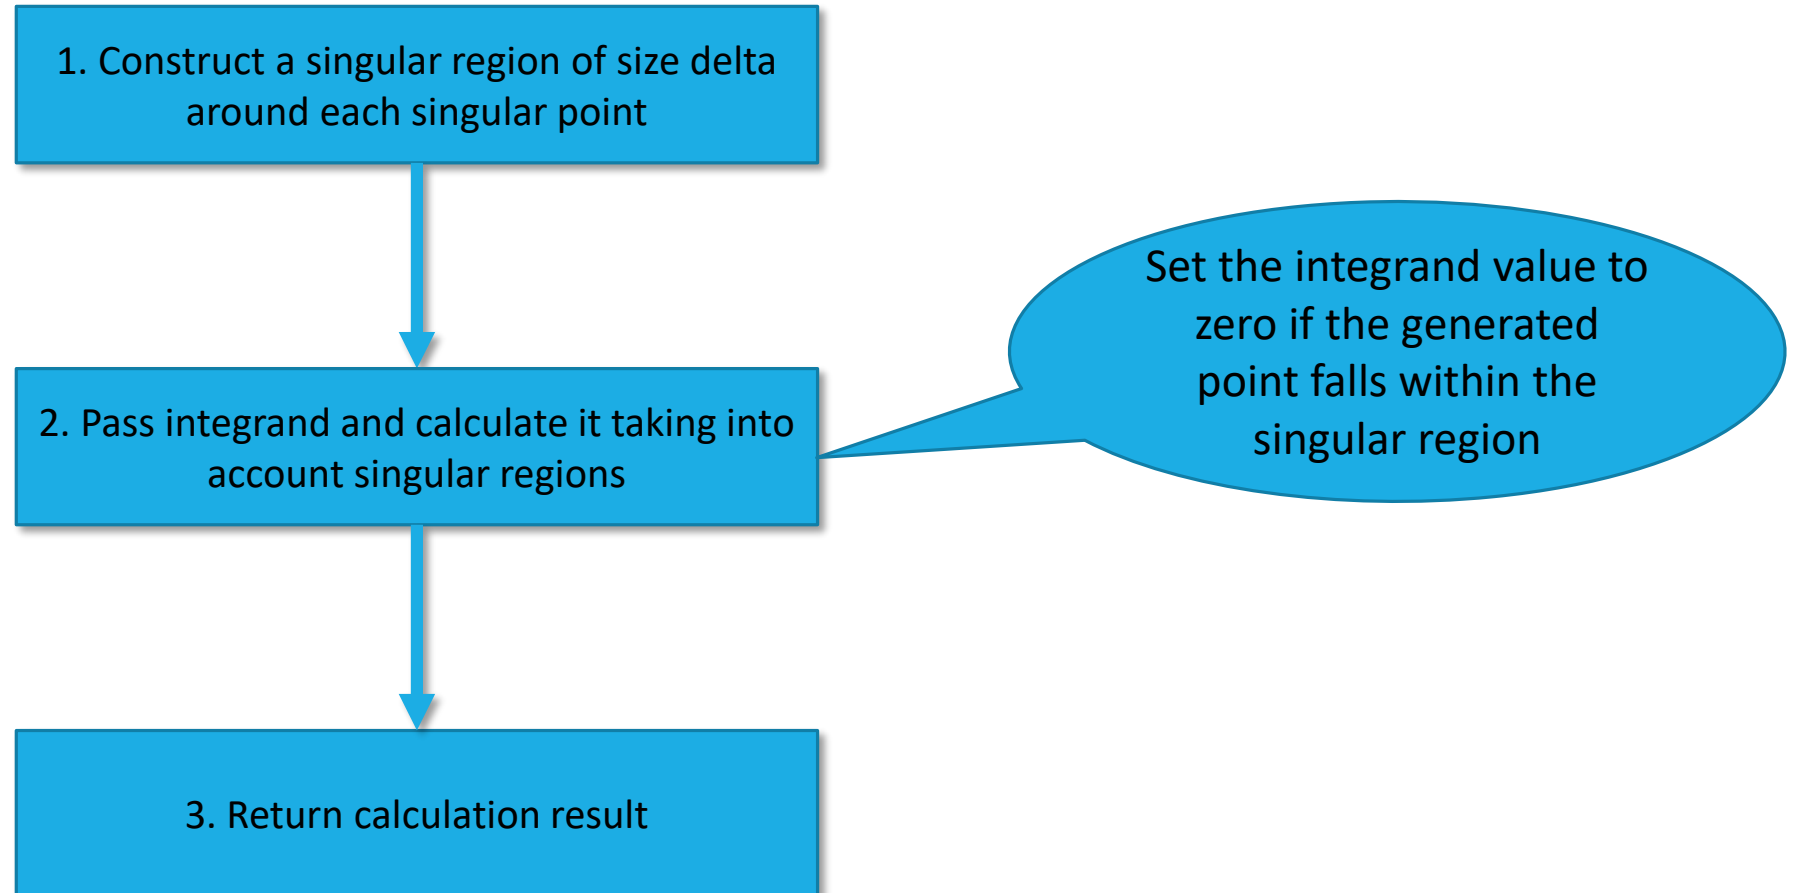 1. Construct a singular region of size delta
around each singular point
Set the integrand value to
zero if the generated
point falls within the
singular region
2. Pass integrand and calculate it taking into
account singular regions
3. Return calculation result